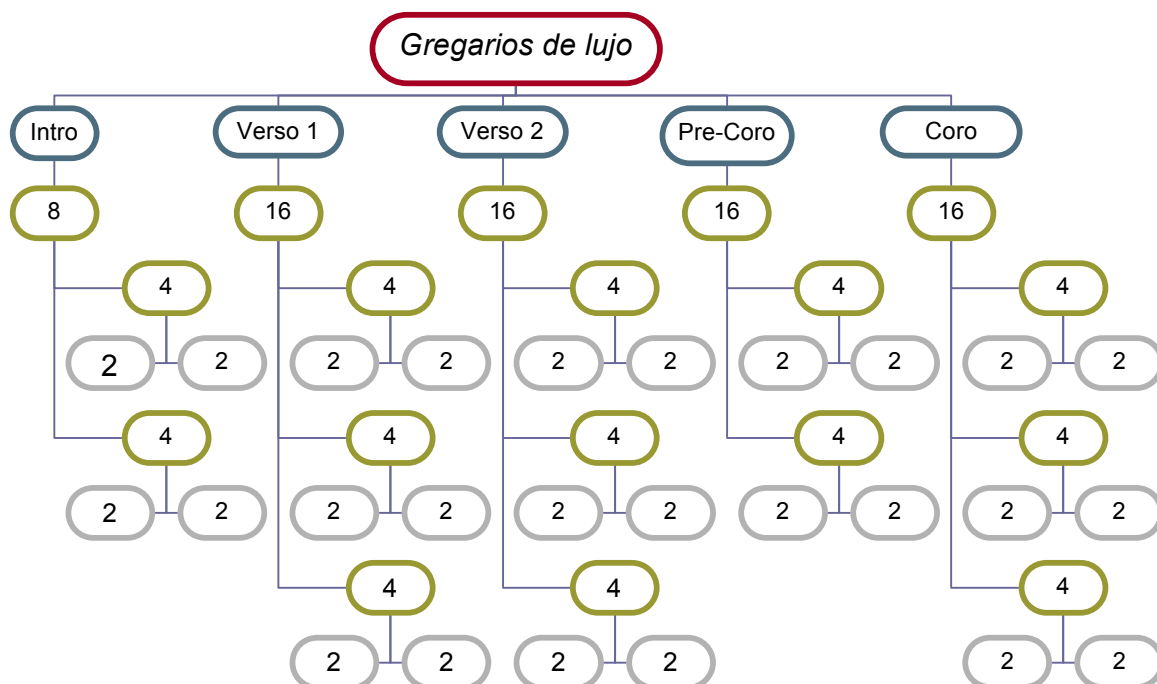 Gregarios de lujo
Intro Verso 1 Verso 2 Pre-Coro Coro
8 16 16 16 16
4 4 4 4 4
2 2 2 2 2 2 2 2 2 2
4 4 4 4 4
2 2 2 2 2 2 2 2 2 2
4 4 4
2 2 2 2 2 2